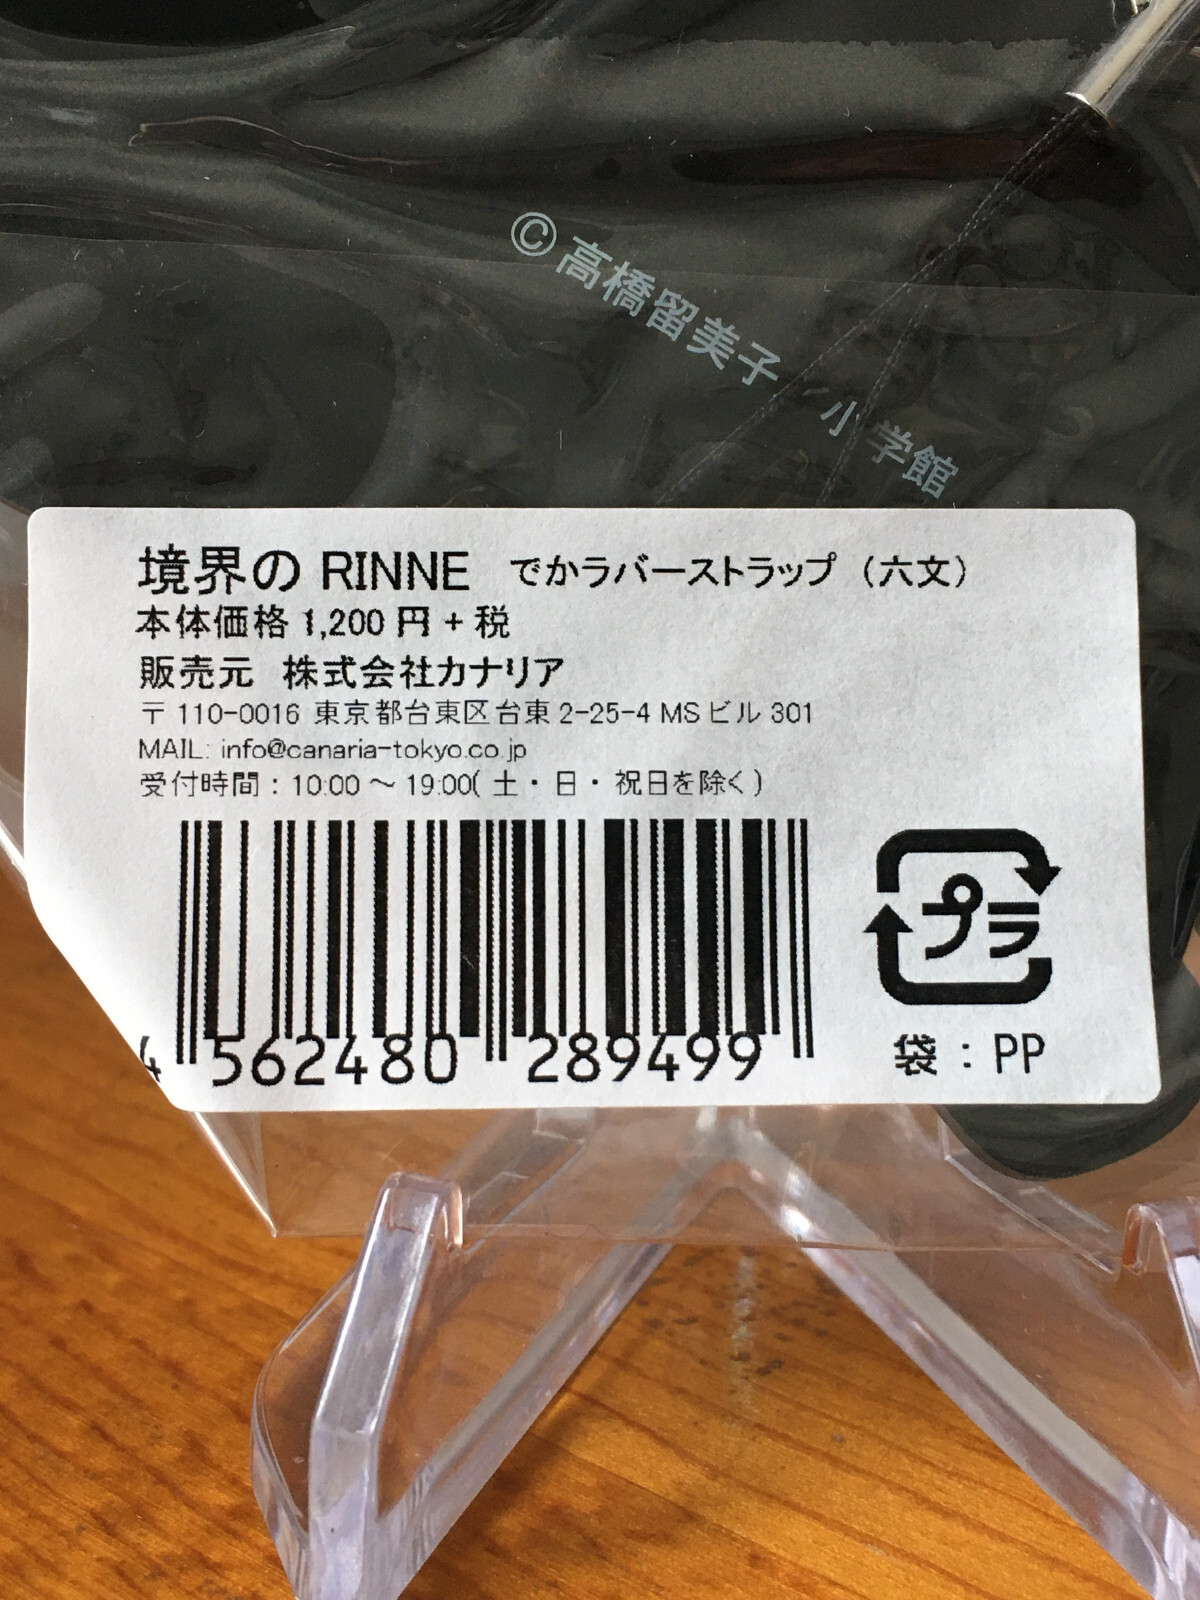 © 高橋留美子/小学館
境界の RINNE でかラバーストラップ（六文）
本体価格 1,200 円 + 税
販売元 株式会社カナリア
〒110-0016 東京都台東区台東 2-25-4 MS ビル 301
MAIL: info@canaria-tokyo.co.jp
受付時間：10:00 ～ 19:00( 土・日・祝日を除く )
プラ
4 562480 289499
袋：PP